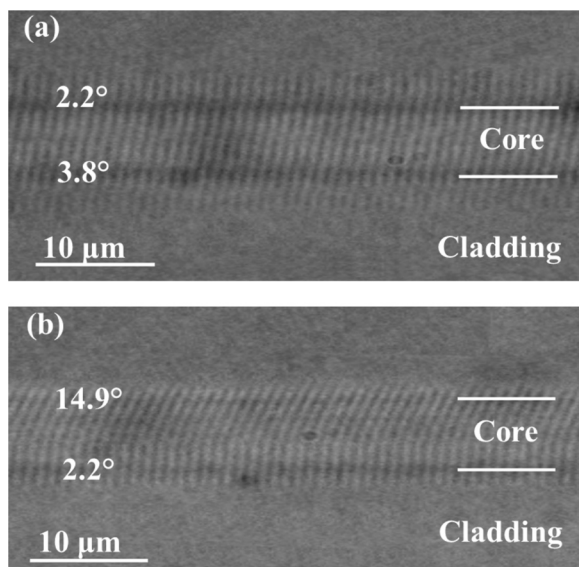 (a)
2.2°
Core
3.8°
10 µm
Cladding
(b)
14.9°
Core
2.2°
10 µm
Cladding